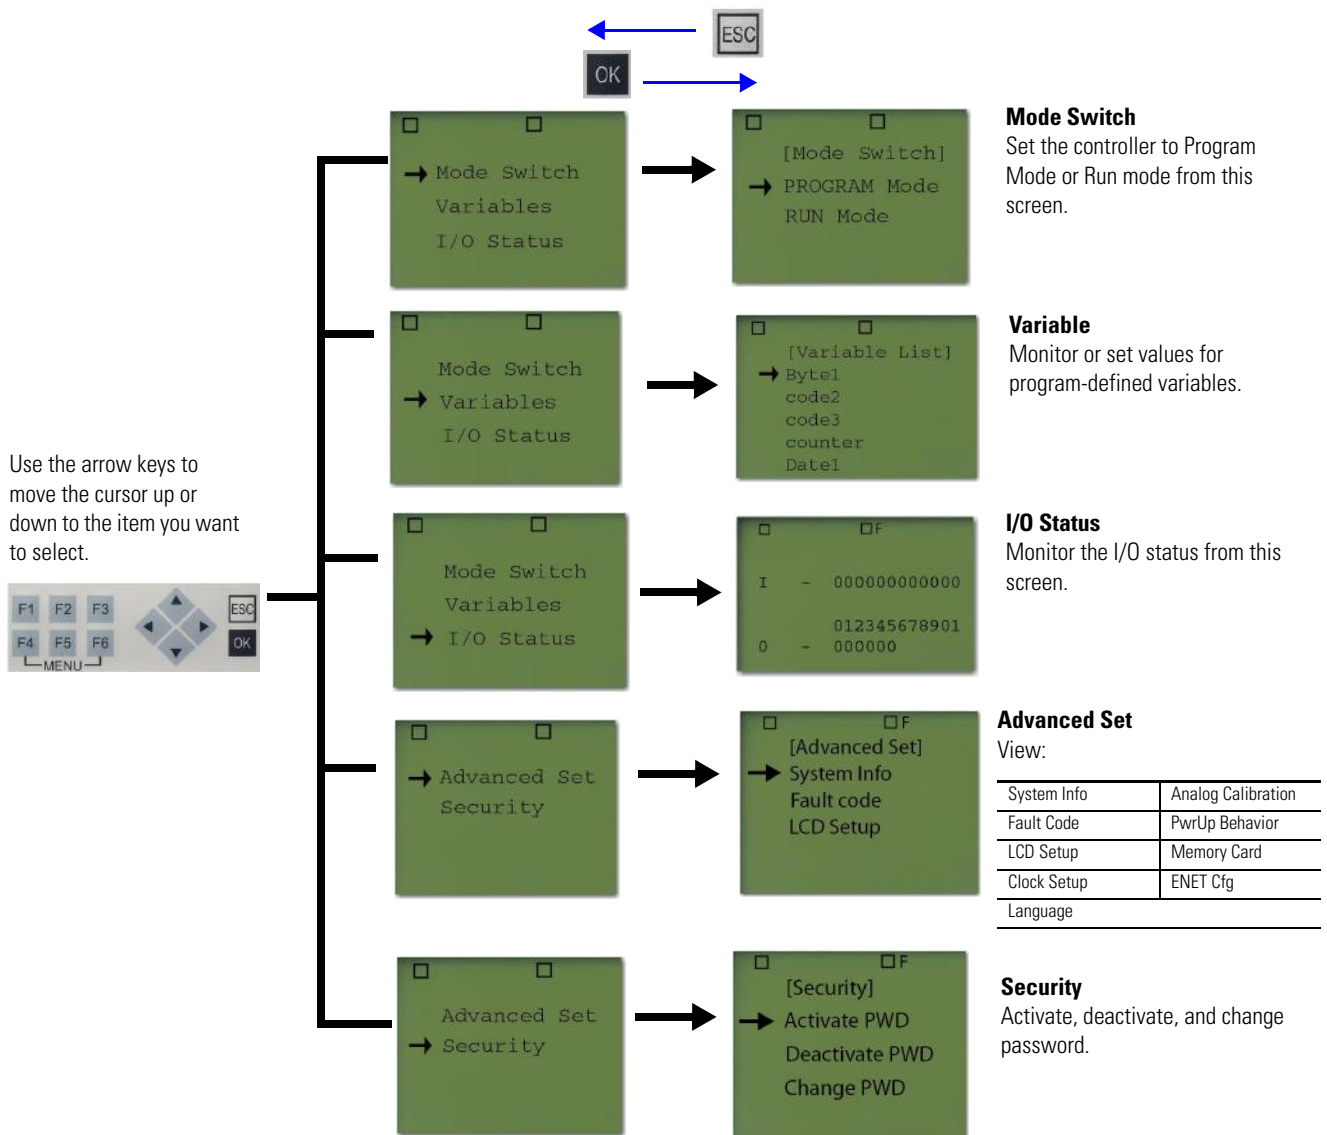 ESC
OK
Mode Switch
Variables
I/O Status
[Mode Switch]
PROGRAM Mode
RUN Mode
Mode Switch
Set the controller to Program
Mode or Run mode from this
screen.
Mode Switch
Variables
I/O Status
[Variable List]
Byte1
code2
code3
counter
Date1
Variable
Monitor or set values for
program-defined variables.
Use the arrow keys to
move the cursor up or
down to the item you want
to select.
F1 F2 F3 ESC
F4 F5 F6 OK
MENU
Mode Switch
Variables
I/O Status
F
I - 000000000000
012345678901
O - 000000
I/O Status
Monitor the I/O status from this
screen.
Advanced Set
Security
F
[Advanced Set]
System Info
Fault code
LCD Setup
Advanced Set
View:
System Info Analog Calibration
Fault Code PwrUp Behavior
LCD Setup Memory Card
Clock Setup ENET Cfg
Language
Advanced Set
Security
F
[Security]
Activate PWD
Deactivate PWD
Change PWD
Security
Activate, deactivate, and change
password.